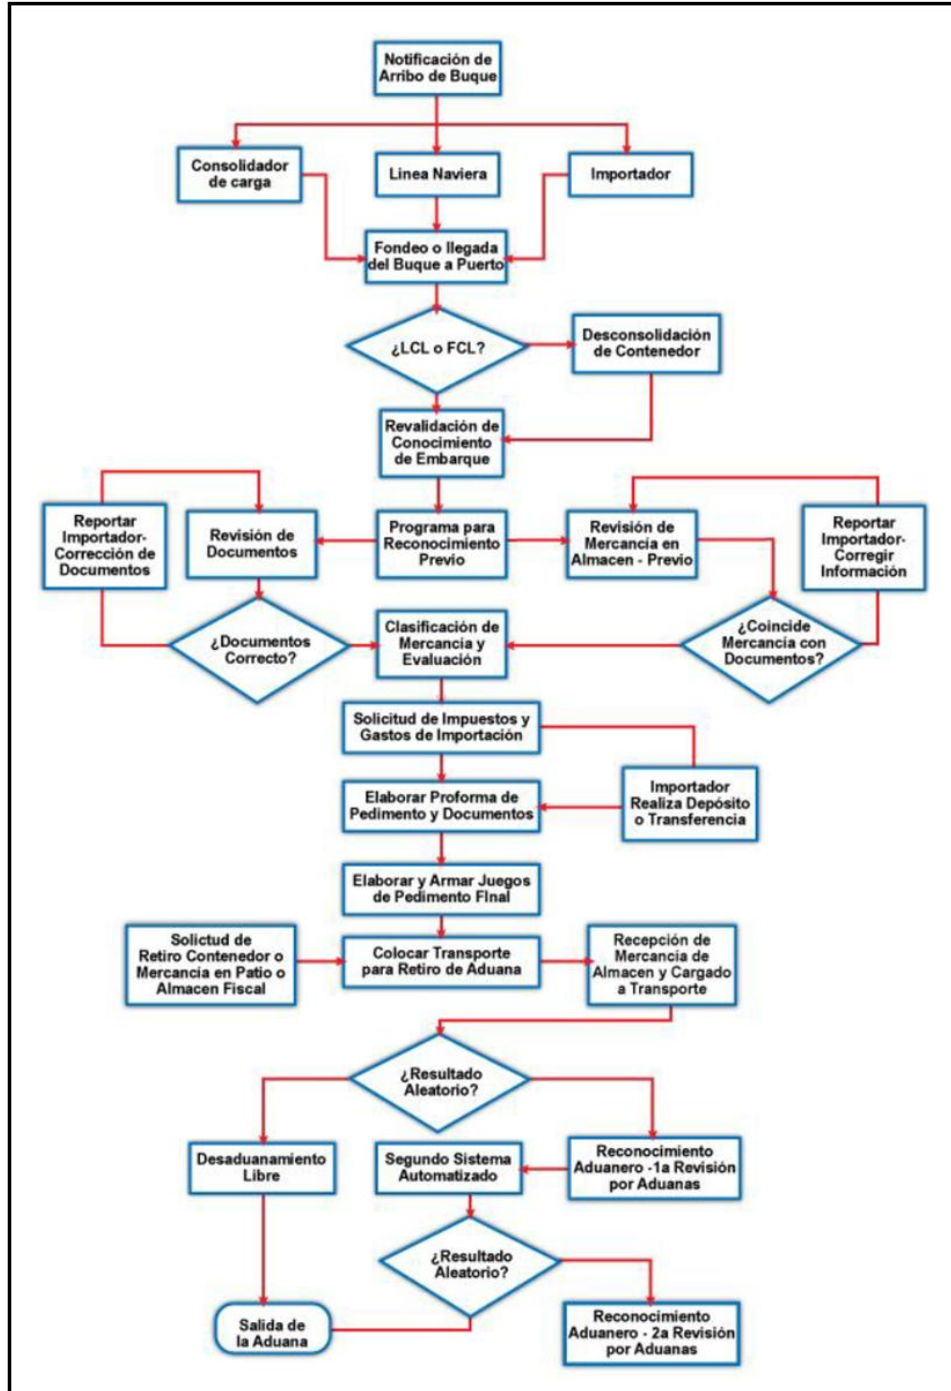 Notificación de
Arribo de Buque
Consolidador
de carga
Linea Naviera
Importador
Fondeo o llegada
del Buque a Puerto
¿LCL o FCL?
Desconsolidación
de Contenedor
Revalidación de
Conocimiento
de Embarque
Reportar
Importador-
Corrección de
Documentos
Revisión de
Documentos
Programa para
Reconocimiento
Previo
Revisión de
Mercancía en
Almacen - Previo
Reportar
Importador-
Corregir
Información
¿Documentos
Correcto?
Clasificación de
Mercancía y
Evaluación
¿Coincide
Mercancía con
Documentos?
Solicitud de Impuestos y
Gastos de Importación
Elaborar Proforma de
Pedimento y Documentos
Importador
Realiza Depósito
o Transferencia
Elaborar y Armar Juegos
de Pedimento FInal
Solictud de
Retiro Contenedor o
Mercancía en Patio o
Almacen Fiscal
Colocar Transporte
para Retiro de Aduana
Recepción de
Mercancía de
Almacen y Cargado
a Transporte
¿Resultado
Aleatorio?
Desaduanamiento
Libre
Segundo Sistema
Automatizado
Reconocimiento
Aduanero -1a Revisión
por Aduanas
¿Resultado
Aleatorio?
Salida de
la Aduana
Reconocimiento
Aduanero - 2a Revisión
por Aduanas